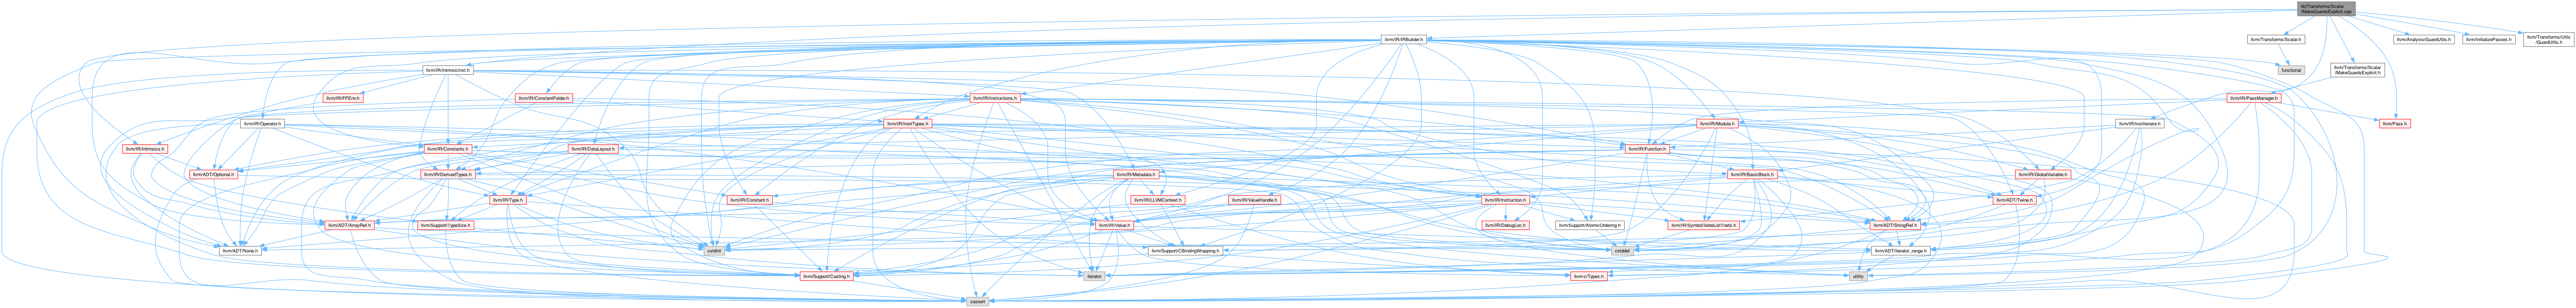 lib/Transforms/Scalar
/MakeGuardsExplicit.cpp
llvm/IR/IRBuilder.h
llvm/Transforms/Scalar.h
llvm/Analysis/GuardUtils.h
llvm/InitializePasses.h
llvm/Transforms/Utils
/GuardUtils.h
llvm/IR/IntrinsicInst.h
functional
llvm/Transforms/Scalar
/MakeGuardsExplicit.h
llvm/IR/FPEnv.h
llvm/IR/ConstantFolder.h
llvm/IR/Instructions.h
llvm/IR/PassManager.h
llvm/IR/Operator.h
llvm/IR/InstrTypes.h
llvm/IR/Module.h
llvm/IR/InstIterator.h
llvm/Pass.h
llvm/IR/Intrinsics.h
llvm/IR/Constants.h
llvm/IR/DataLayout.h
llvm/IR/Function.h
llvm/ADT/Optional.h
llvm/IR/DerivedTypes.h
llvm/IR/Metadata.h
llvm/IR/BasicBlock.h
llvm/IR/GlobalVariable.h
llvm/IR/Type.h
llvm/IR/Constant.h
llvm/IR/LLVMContext.h
llvm/IR/ValueHandle.h
llvm/IR/Instruction.h
llvm/ADT/Twine.h
llvm/ADT/ArrayRef.h
llvm/Support/TypeSize.h
llvm/IR/Value.h
llvm/IR/DebugLoc.h
llvm/Support/AtomicOrdering.h
llvm/IR/SymbolTableListTraits.h
llvm/ADT/StringRef.h
llvm/ADT/None.h
cstdint
llvm/Support/CBindingWrapping.h
cstddef
llvm/ADT/iterator_range.h
llvm/Support/Casting.h
iterator
llvm-c/Types.h
utility
cassert